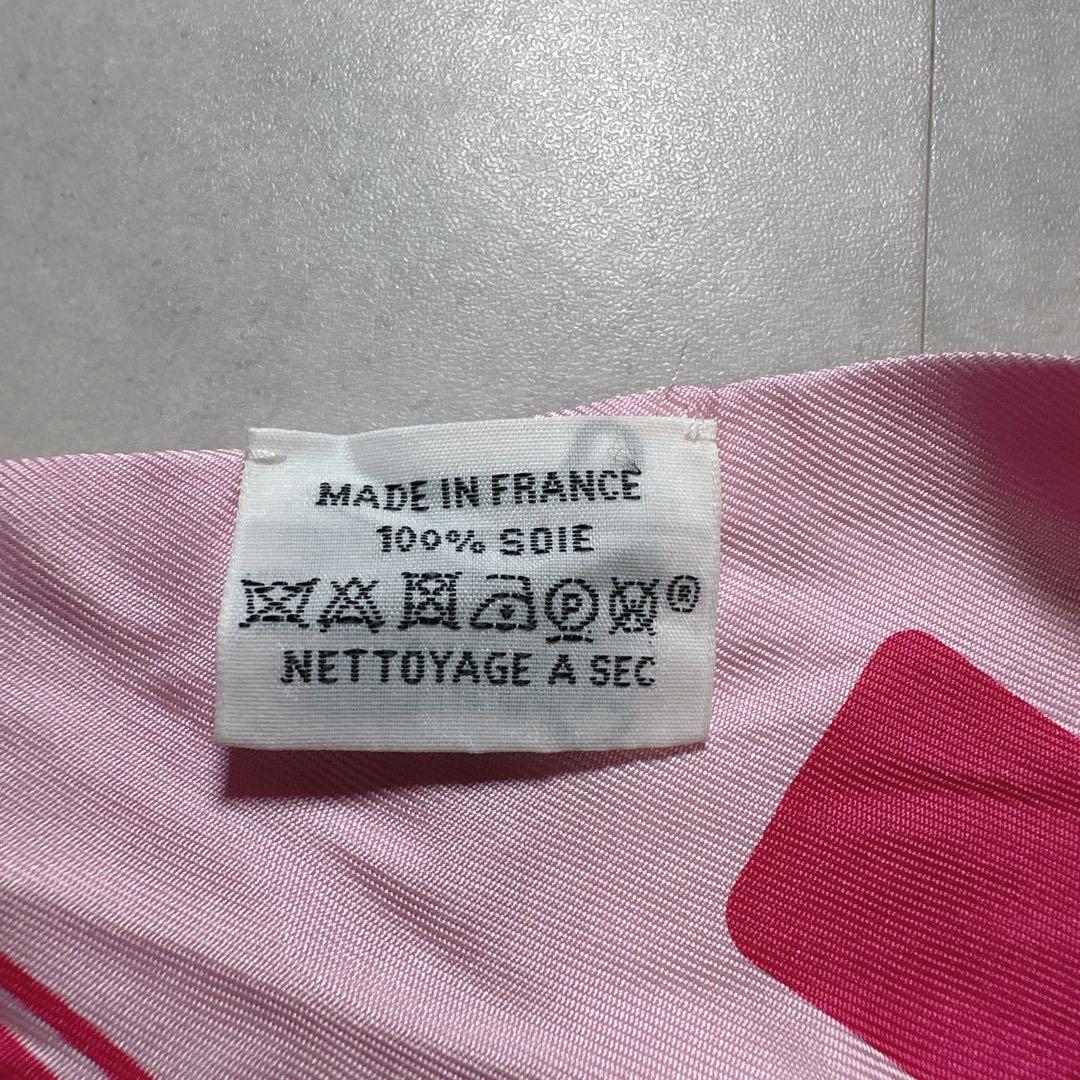 MADE IN FRANCE
100% SOIE
P ®
NETTOYAGE A SEC